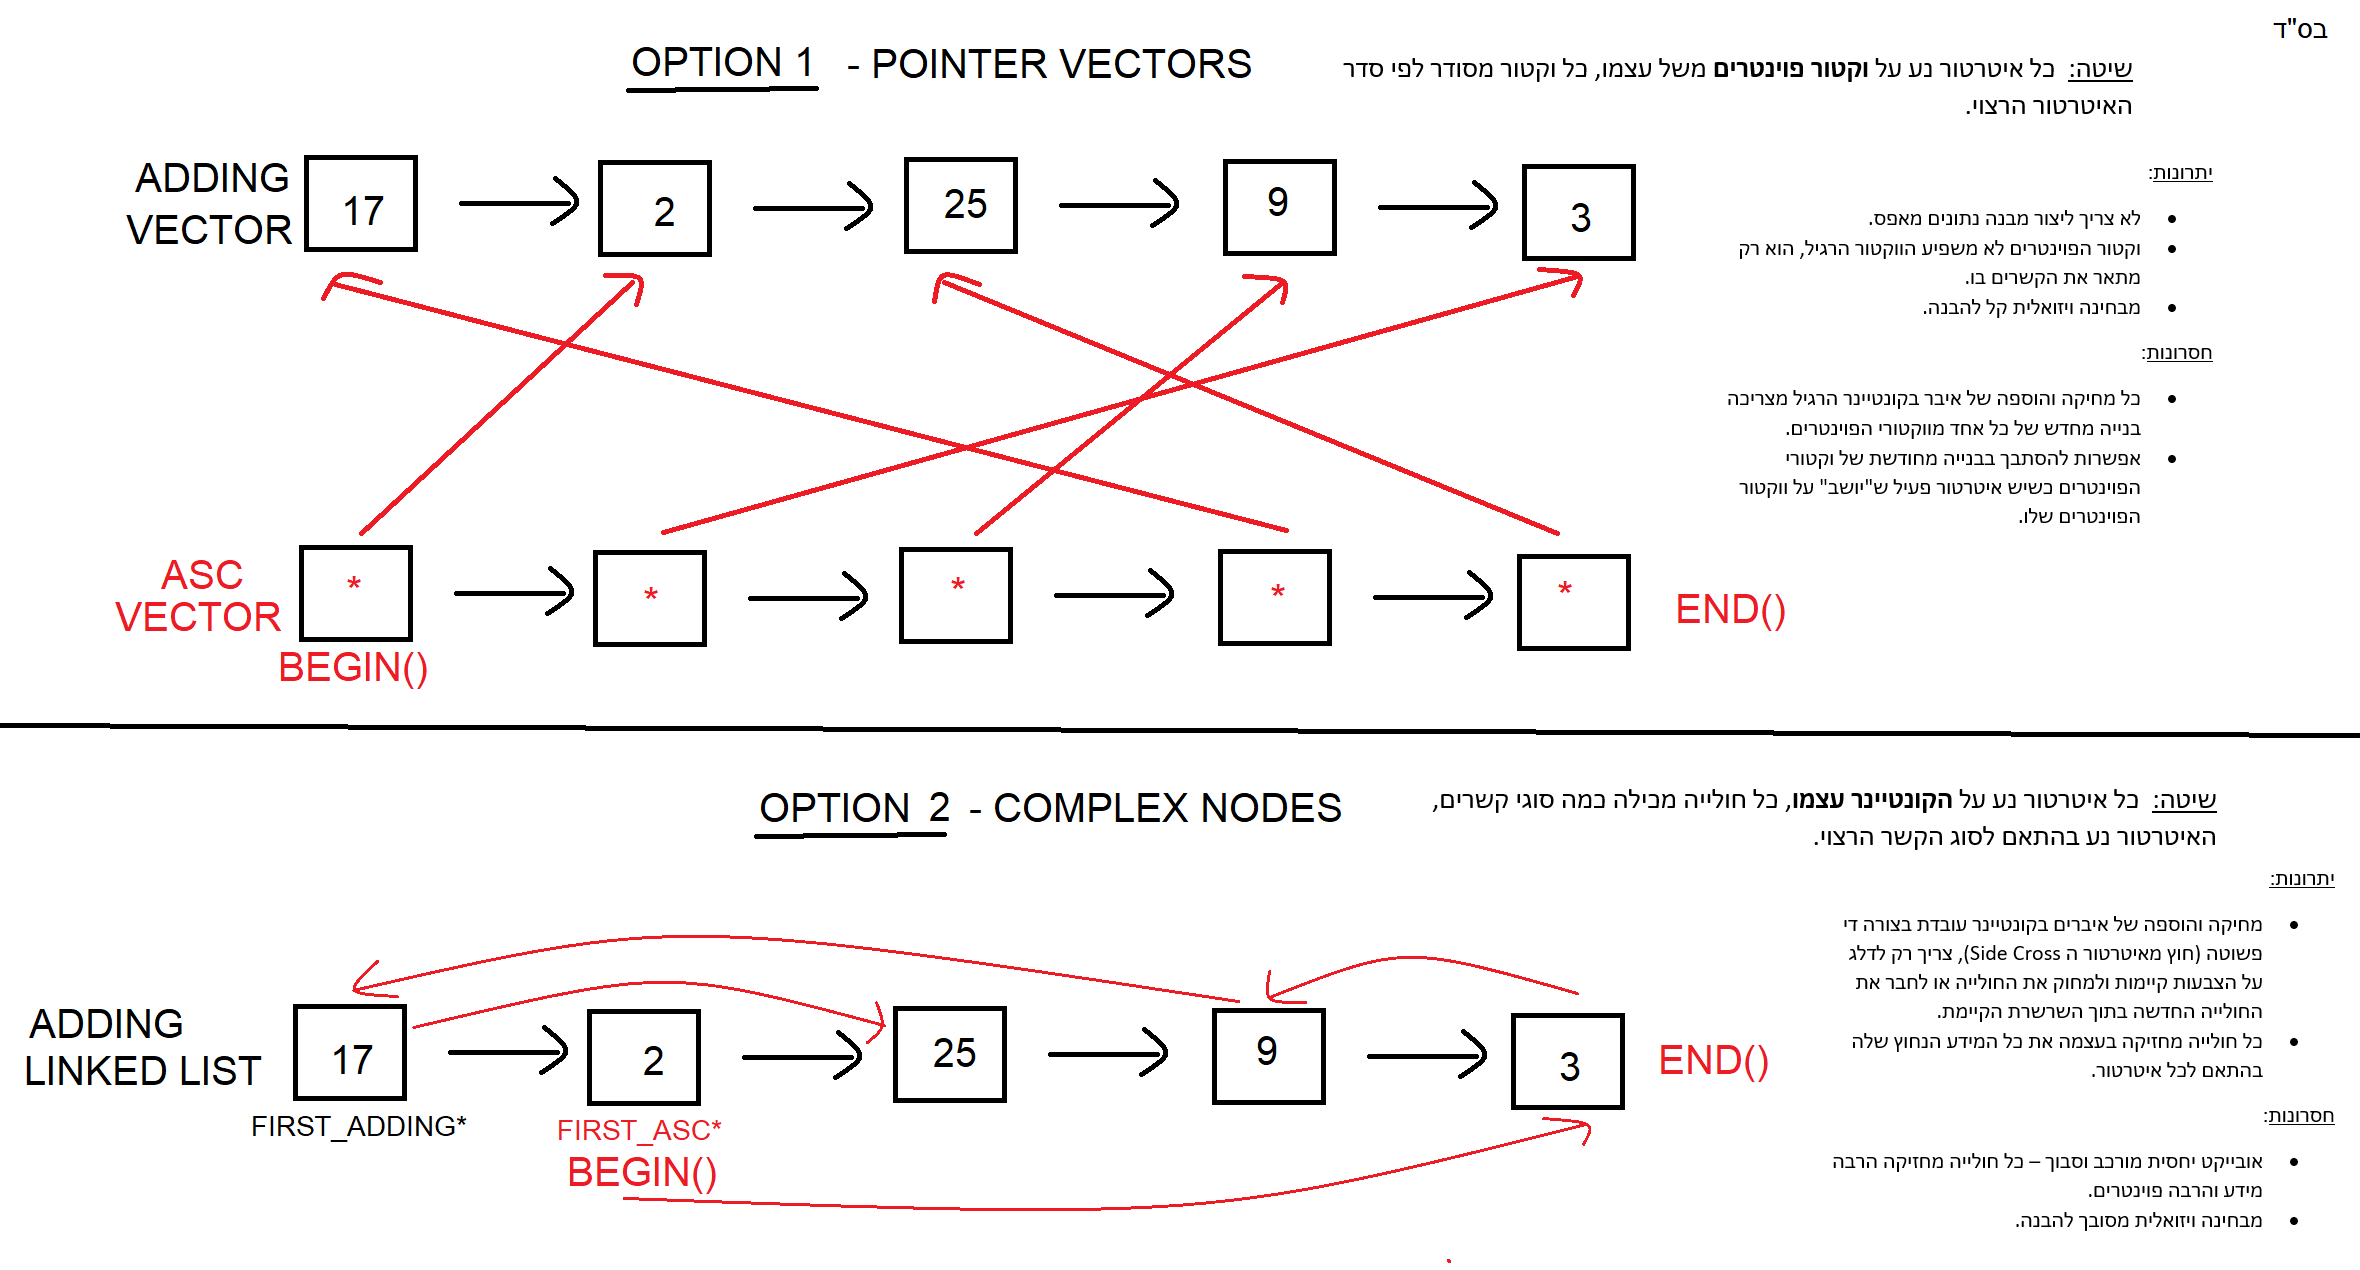 בס"ד
OPTION 1 - POINTER VECTORS
שיטה: כל איטרטור נע על וקטור פוינטרים משל עצמו, כל וקטור מסודר לפי סדר
האיטרטור הרצוי.
יתרונות:
לא צריך ליצור מבנה נתונים מאפס.
וקטור הפוינטרים לא משפיע הווקטור הרגיל, הוא רק
מתאר את הקשרים בו.
מבחינה ויזואלית קל להבנה.
חסרונות:
כל מחיקה והוספה של איבר בקונטיינר הרגיל מצריכה
בנייה מחדש של כל אחד מווקטורי הפוינטרים.
אפשרות להסתבך בבנייה מחודשת של וקטורי
הפוינטרים כשיש איטרטור פעיל ש"יושב" על ווקטור
הפוינטרים שלו.
ADDING
VECTOR
17 2 25 9 3
ASC
VECTOR
* * * * *
BEGIN()
END()
OPTION 2 - COMPLEX NODES
שיטה: כל איטרטור נע על הקונטיינר עצמו, כל חולייה מכילה כמה סוגי קשרים,
האיטרטור נע בהתאם לסוג הקשר הרצוי.
יתרונות:
מחיקה והוספה של איברים בקונטיינר עובדת בצורה די
פשוטה (חוץ מאיטרטור ה Side Cross), צריך רק לדלג
על הצבעות קיימות ולמחוק את החולייה או לחבר את
החולייה החדשה בתוך השרשרת הקיימת.
כל חולייה מחזיקה בעצמה את כל המידע הנחוץ שלה
בהתאם לכל איטרטור.
חסרונות:
אובייקט יחסית מורכב וסבוך – כל חולייה מחזיקה הרבה
מידע והרבה פוינטרים.
מבחינה ויזואלית מסובך להבנה.
ADDING
LINKED LIST
17 2 25 9 3
END()
FIRST_ADDING*
FIRST_ASC*
BEGIN()